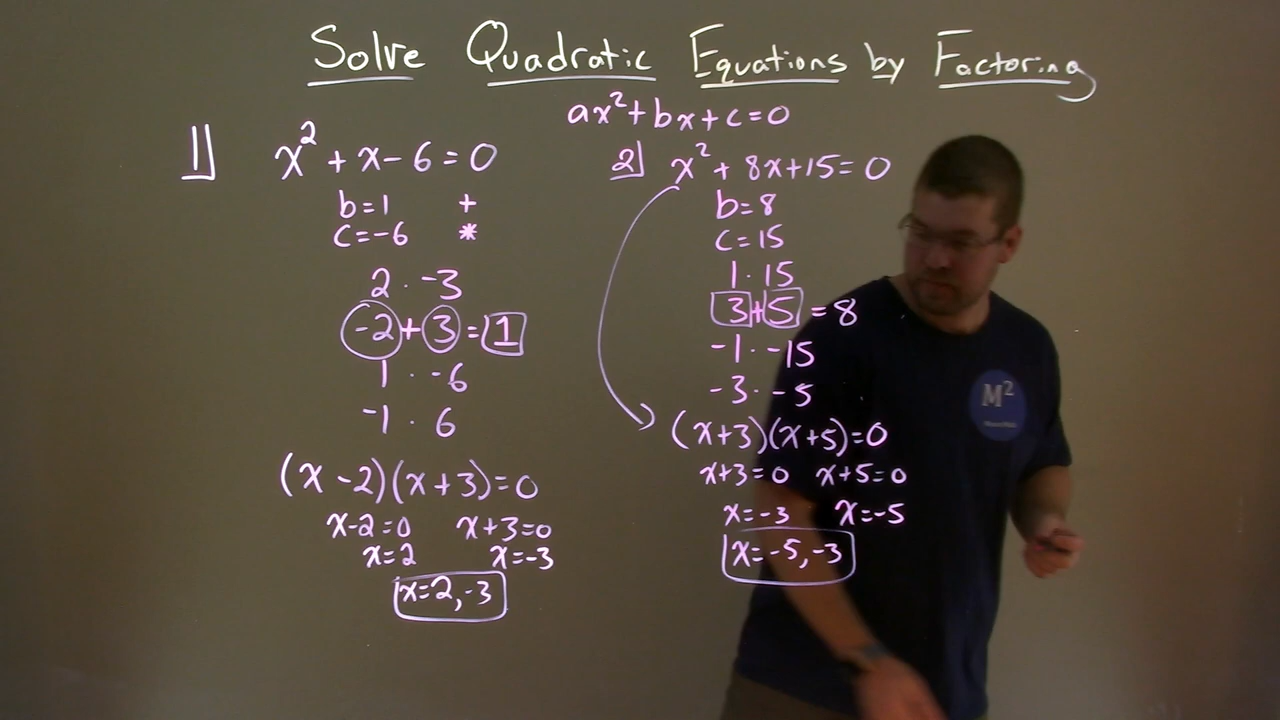 Solve Quadratic Equations by Factoring
ax²+bx+c=0
1] x²+x-6=0
b=1 +
c=-6 *
2 · -3
-2+3=1
1 · -6
-1 · 6
(x-2)(x+3)=0
x-2=0 x+3=0
x=2 x=-3
x=2,-3
2] x²+8x+15=0
b=8
c=15
1 · 15
3+5=8
-1 · -15
-3 · -5
(x+3)(x+5)=0
x+3=0 x+5=0
x=-3 x=-5
x=-5,-3
M²